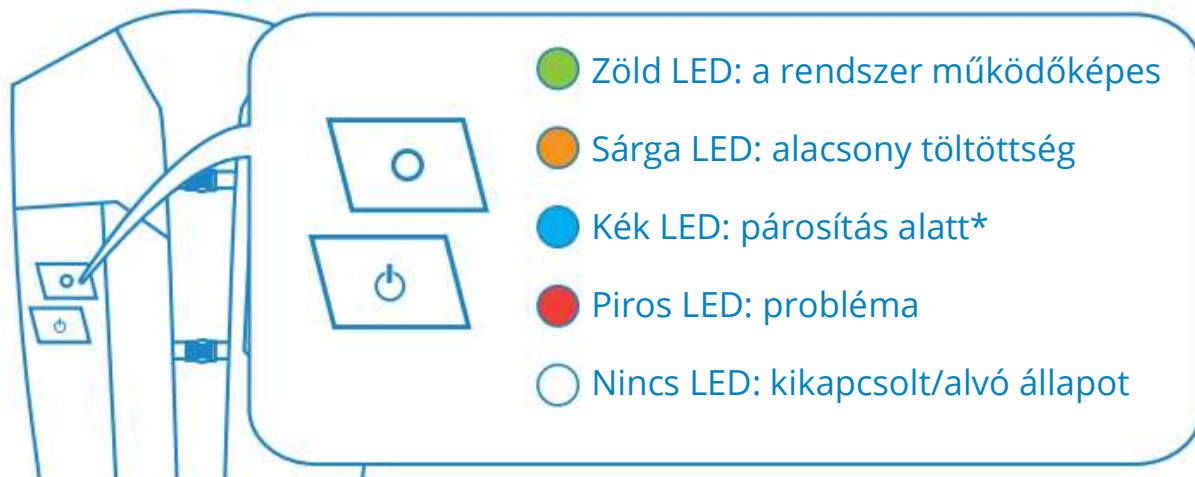 Zöld LED: a rendszer működőképes
Sárga LED: alacsony töltöttség
Kék LED: párosítás alatt*
Piros LED: probléma
Nincs LED: kikapcsolt/alvó állapot